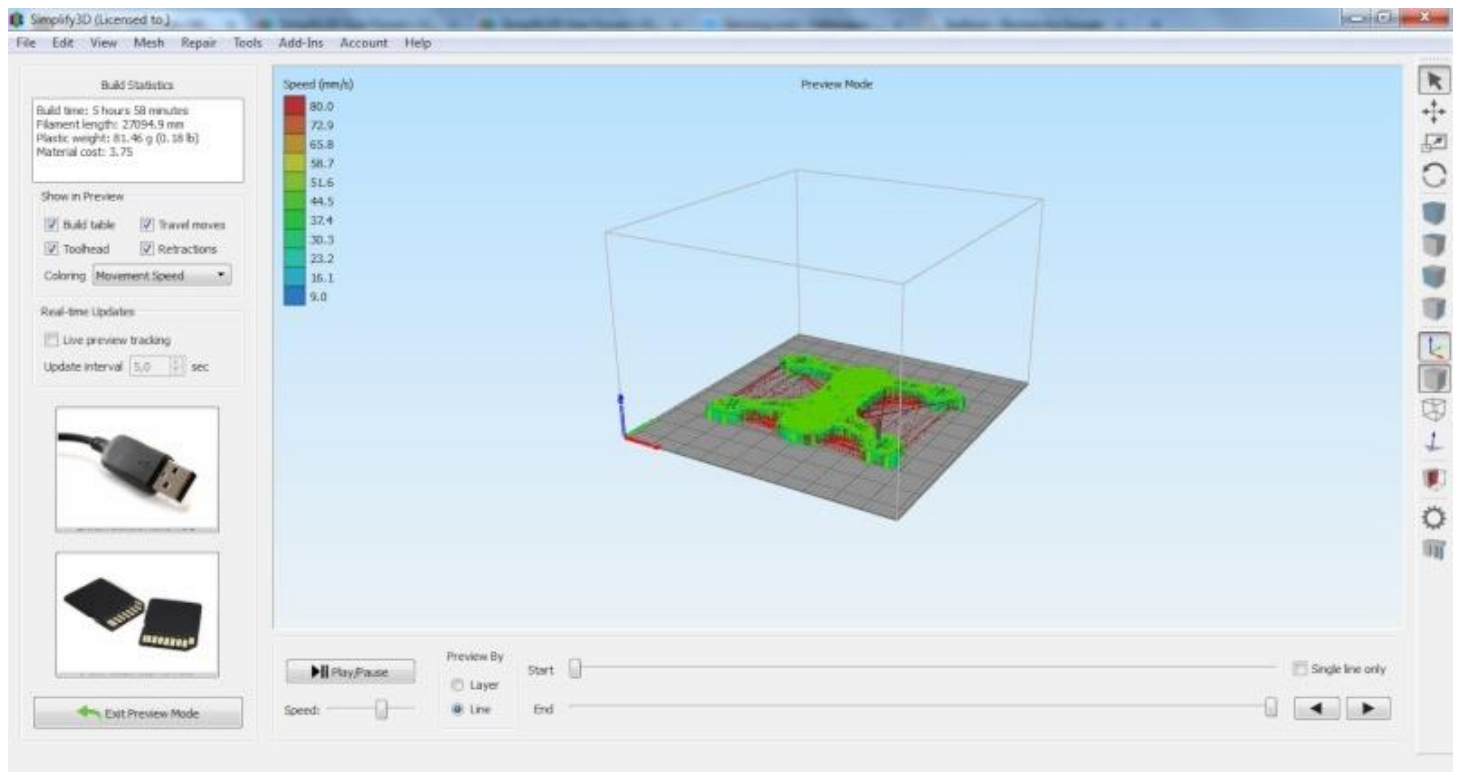 Simplify3D (Licensed to )
File Edit View Mesh Repair Tools Add-Ins Account Help
Build Statistics
Build time: 5 hours 58 minutes
Filament length: 27094.9 mm
Plastic weight: 81.46 g (0.18 lb)
Material cost: 3.75
Show in Preview
Build table Travel moves
Toolhead Retractions
Coloring Movement Speed
Real-time Updates
Live preview tracking
Update interval 5,0 sec
Exit Preview Mode
Speed (mm/s)
80.0
72.9
65.8
58.7
51.6
44.5
37.4
30.3
23.2
16.1
9.0
Preview Mode
Play/Pause
Speed:
Preview By
Layer
Line
Start
End
Single line only